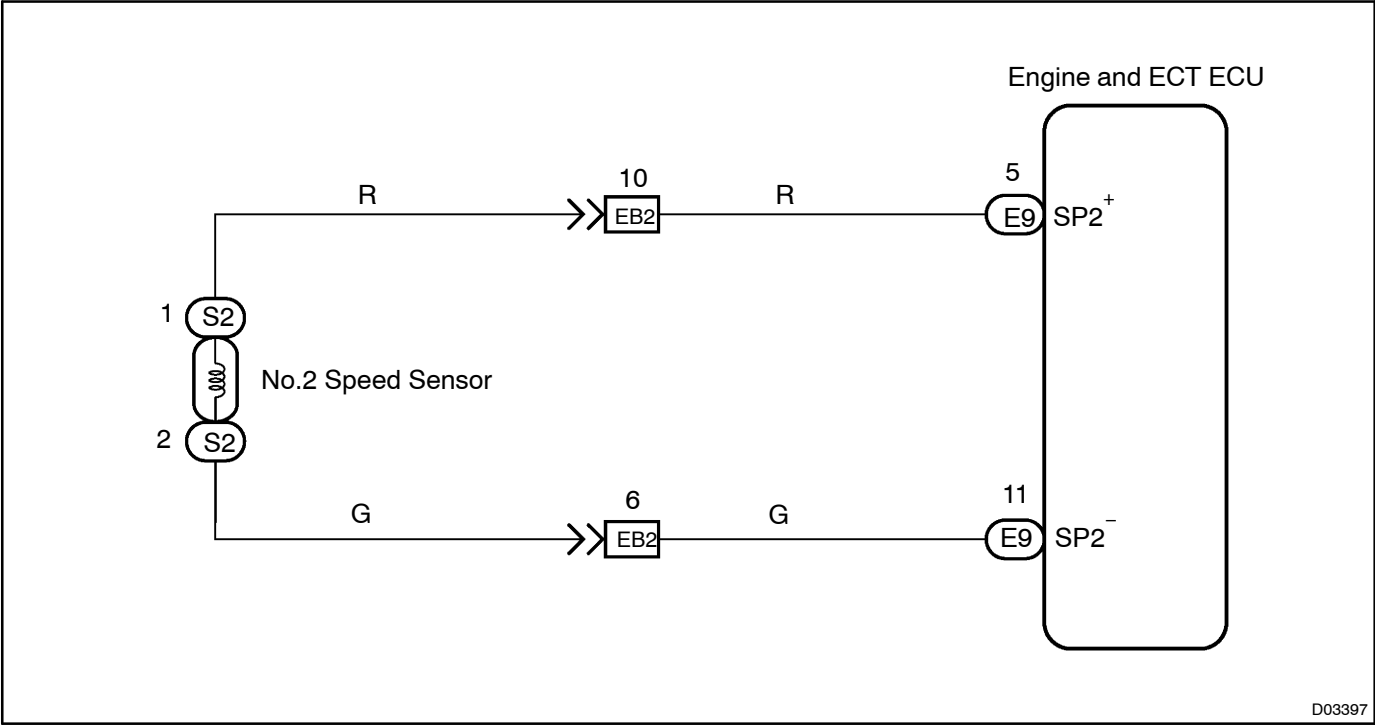 Engine and ECT ECU
10
5
R
R
EB2
E9
SP2+
1
S2
No.2 Speed Sensor
2
S2
6
11
G
G
EB2
E9
SP2−
D03397